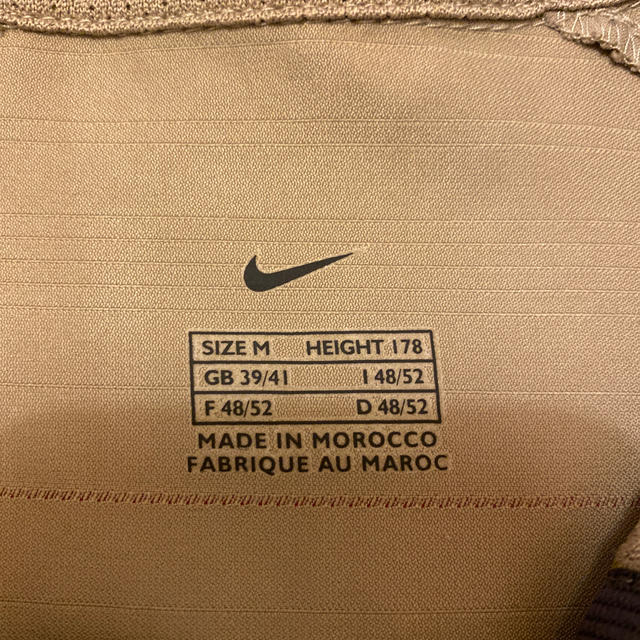 SIZE M HEIGHT 178
GB 39/41 I 48/52
F 48/52 D 48/52
MADE IN MOROCCO
FABRIQUE AU MAROC